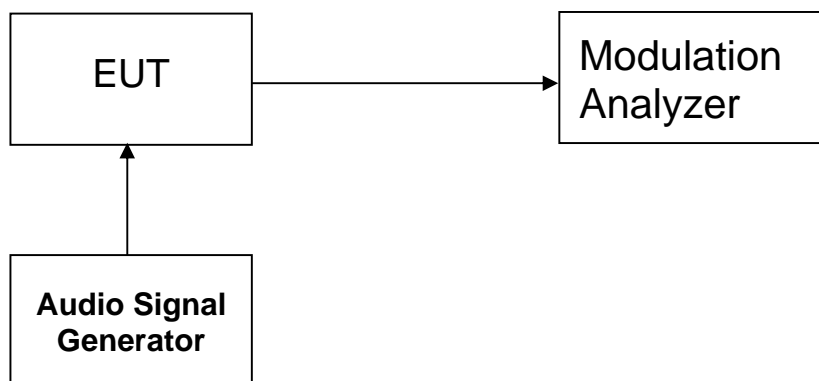 EUT
Modulation
Analyzer
Audio Signal
Generator